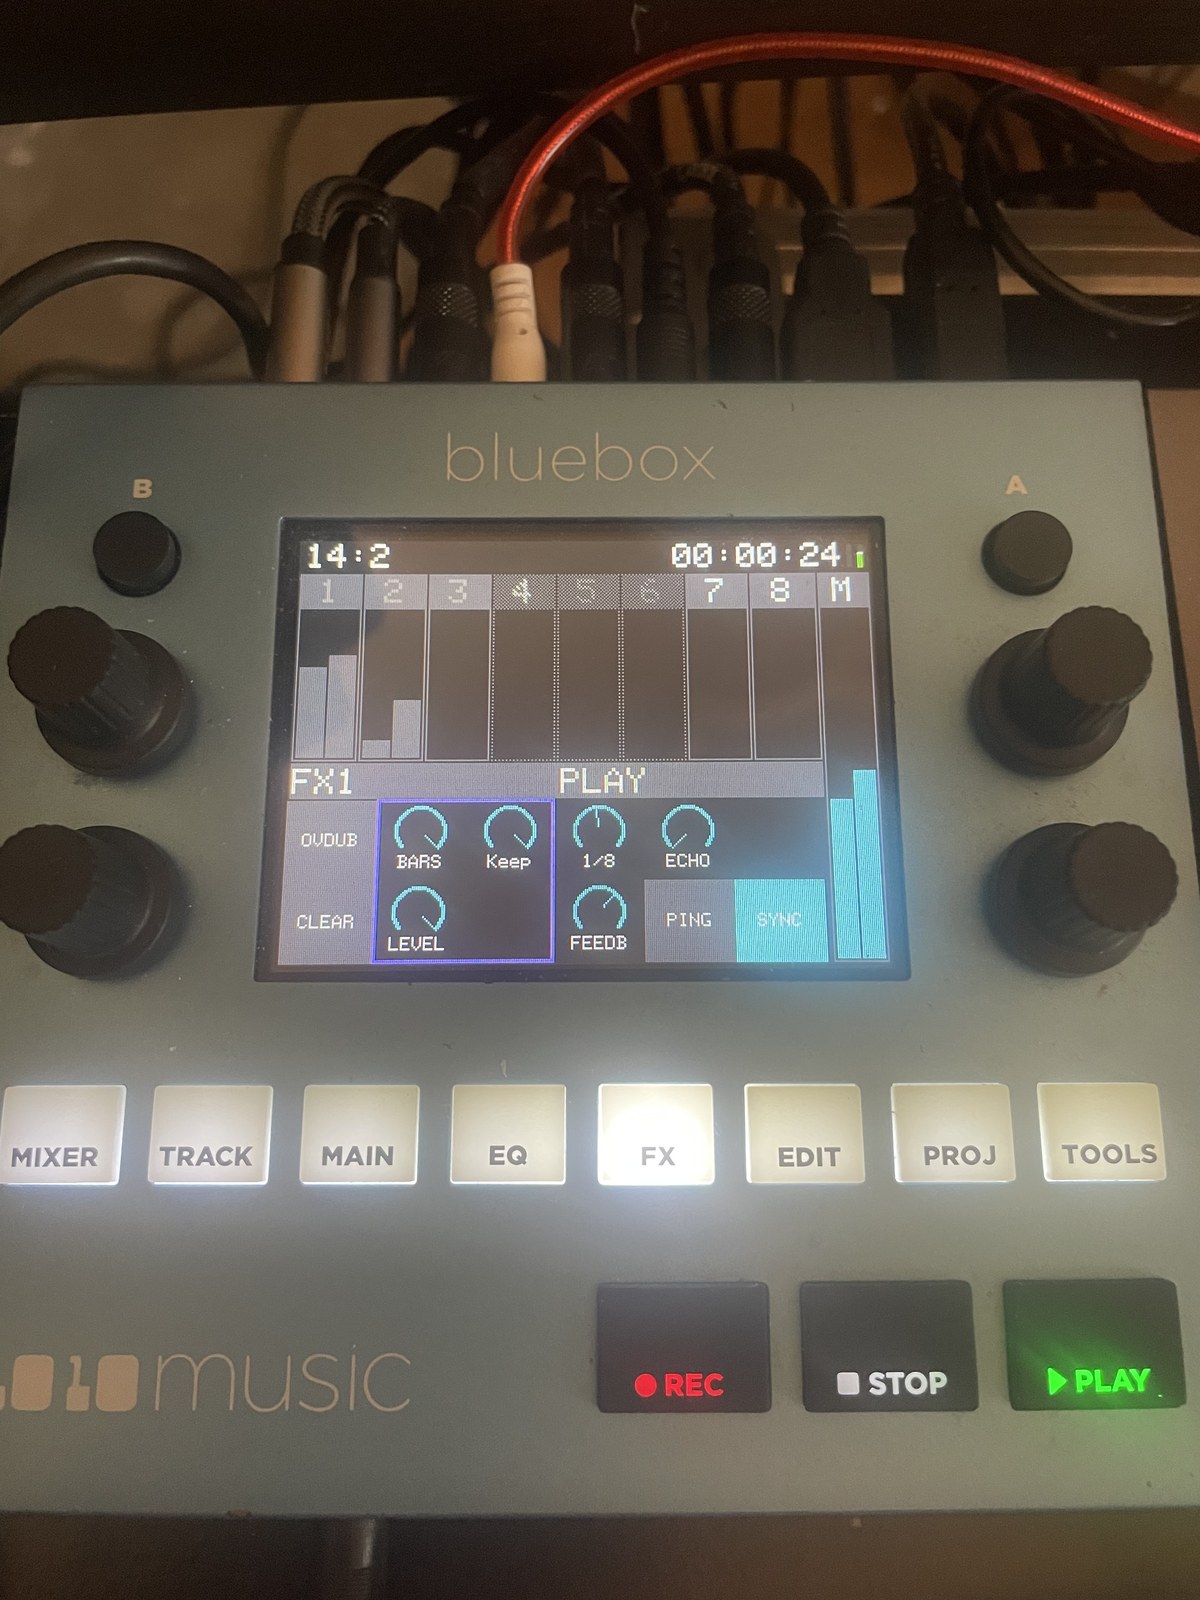 bluebox
B
A
14:2 00:00:24
1 2 3 4 5 6 7 8 M
FX1 PLAY
OVDUB BARS Keep 1/8 ECHO
CLEAR LEVEL FEEDB PING SYNC
MIXER TRACK MAIN EQ FX EDIT PROJ TOOLS
REC STOP PLAY
1010music